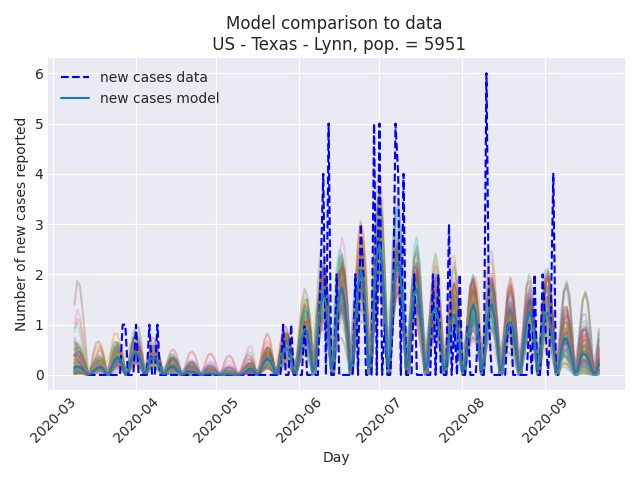 Model comparison to data
US - Texas - Lynn, pop. = 5951
new cases data
new cases model
Number of new cases reported
6
5
4
3
2
1
0
2020-03
2020-04
2020-05
2020-06
2020-07
2020-08
2020-09
Day